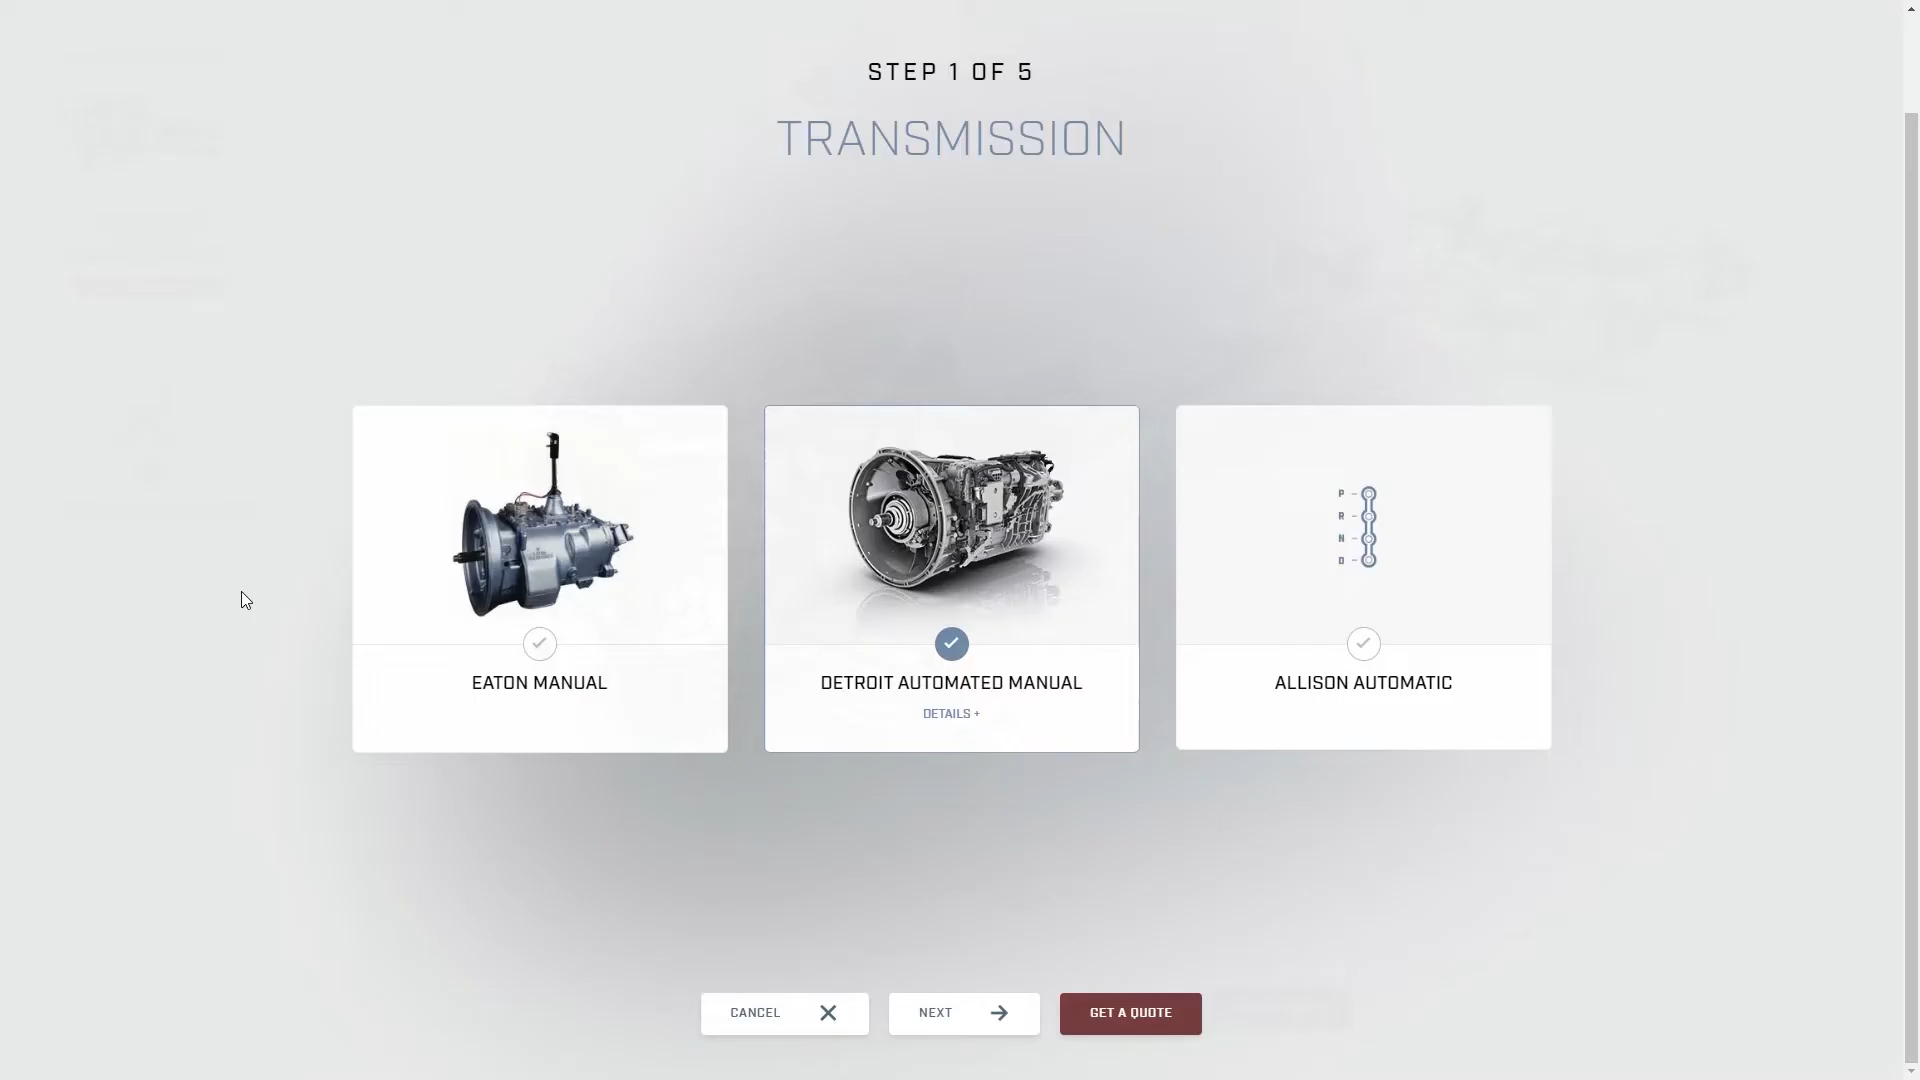 STEP 1 OF 5
TRANSMISSION
P
R
N
D
EATON MANUAL
DETROIT AUTOMATED MANUAL
DETAILS +
ALLISON AUTOMATIC
CANCEL
NEXT
GET A QUOTE